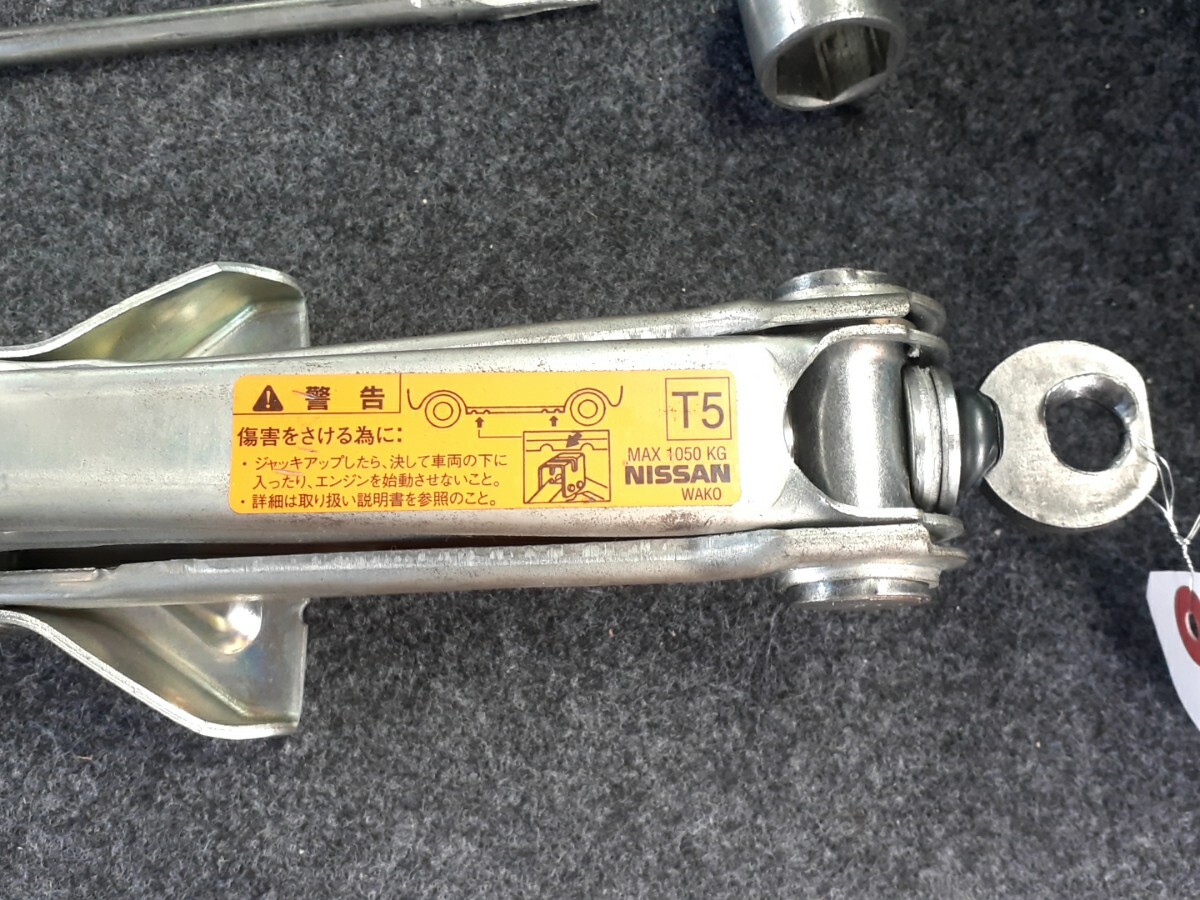 警告
傷害をさける為に:
・ジャッキアップしたら、決して車両の下に
入ったり、エンジンを始動させないこと。
・詳細は取り扱い説明書を参照のこと。
T5
MAX 1050 KG
NISSAN
WAKO